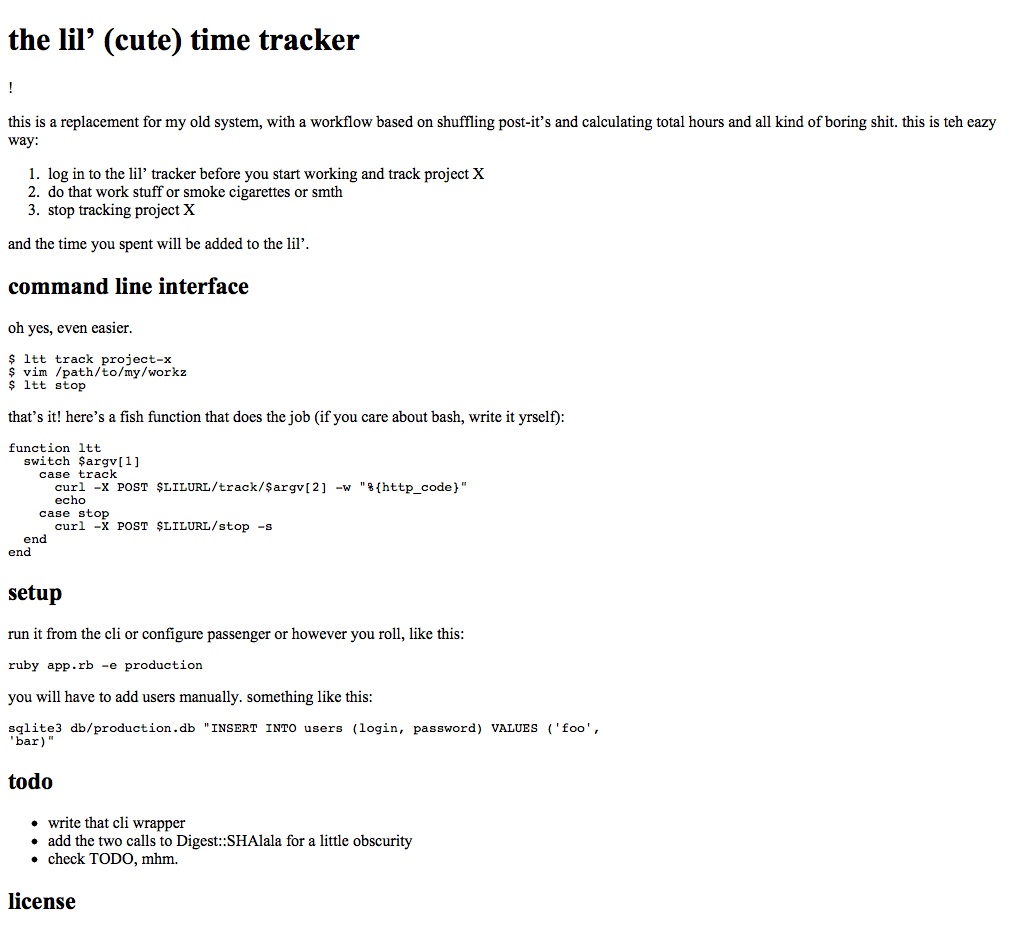 the lil’ (cute) time tracker
!
this is a replacement for my old system, with a workflow based on shuffling post-it’s and calculating total hours and all kind of boring shit. this is teh eazy
way:
1. log in to the lil’ tracker before you start working and track project X
2. do that work stuff or smoke cigarettes or smth
3. stop tracking project X
and the time you spent will be added to the lil’.
command line interface
oh yes, even easier.
$ ltt track project-x
$ vim /path/to/my/workz
$ ltt stop
that’s it! here’s a fish function that does the job (if you care about bash, write it yrself):
function ltt
  switch $argv[1]
    case track
      curl -X POST $LILURL/track/$argv[2] -w "%{http_code}"
      echo
    case stop
      curl -X POST $LILURL/stop -s
  end
end
setup
run it from the cli or configure passenger or however you roll, like this:
ruby app.rb -e production
you will have to add users manually. something like this:
sqlite3 db/production.db "INSERT INTO users (login, password) VALUES ('foo',
'bar)"
todo
• write that cli wrapper
• add the two calls to Digest::SHAlala for a little obscurity
• check TODO, mhm.
license